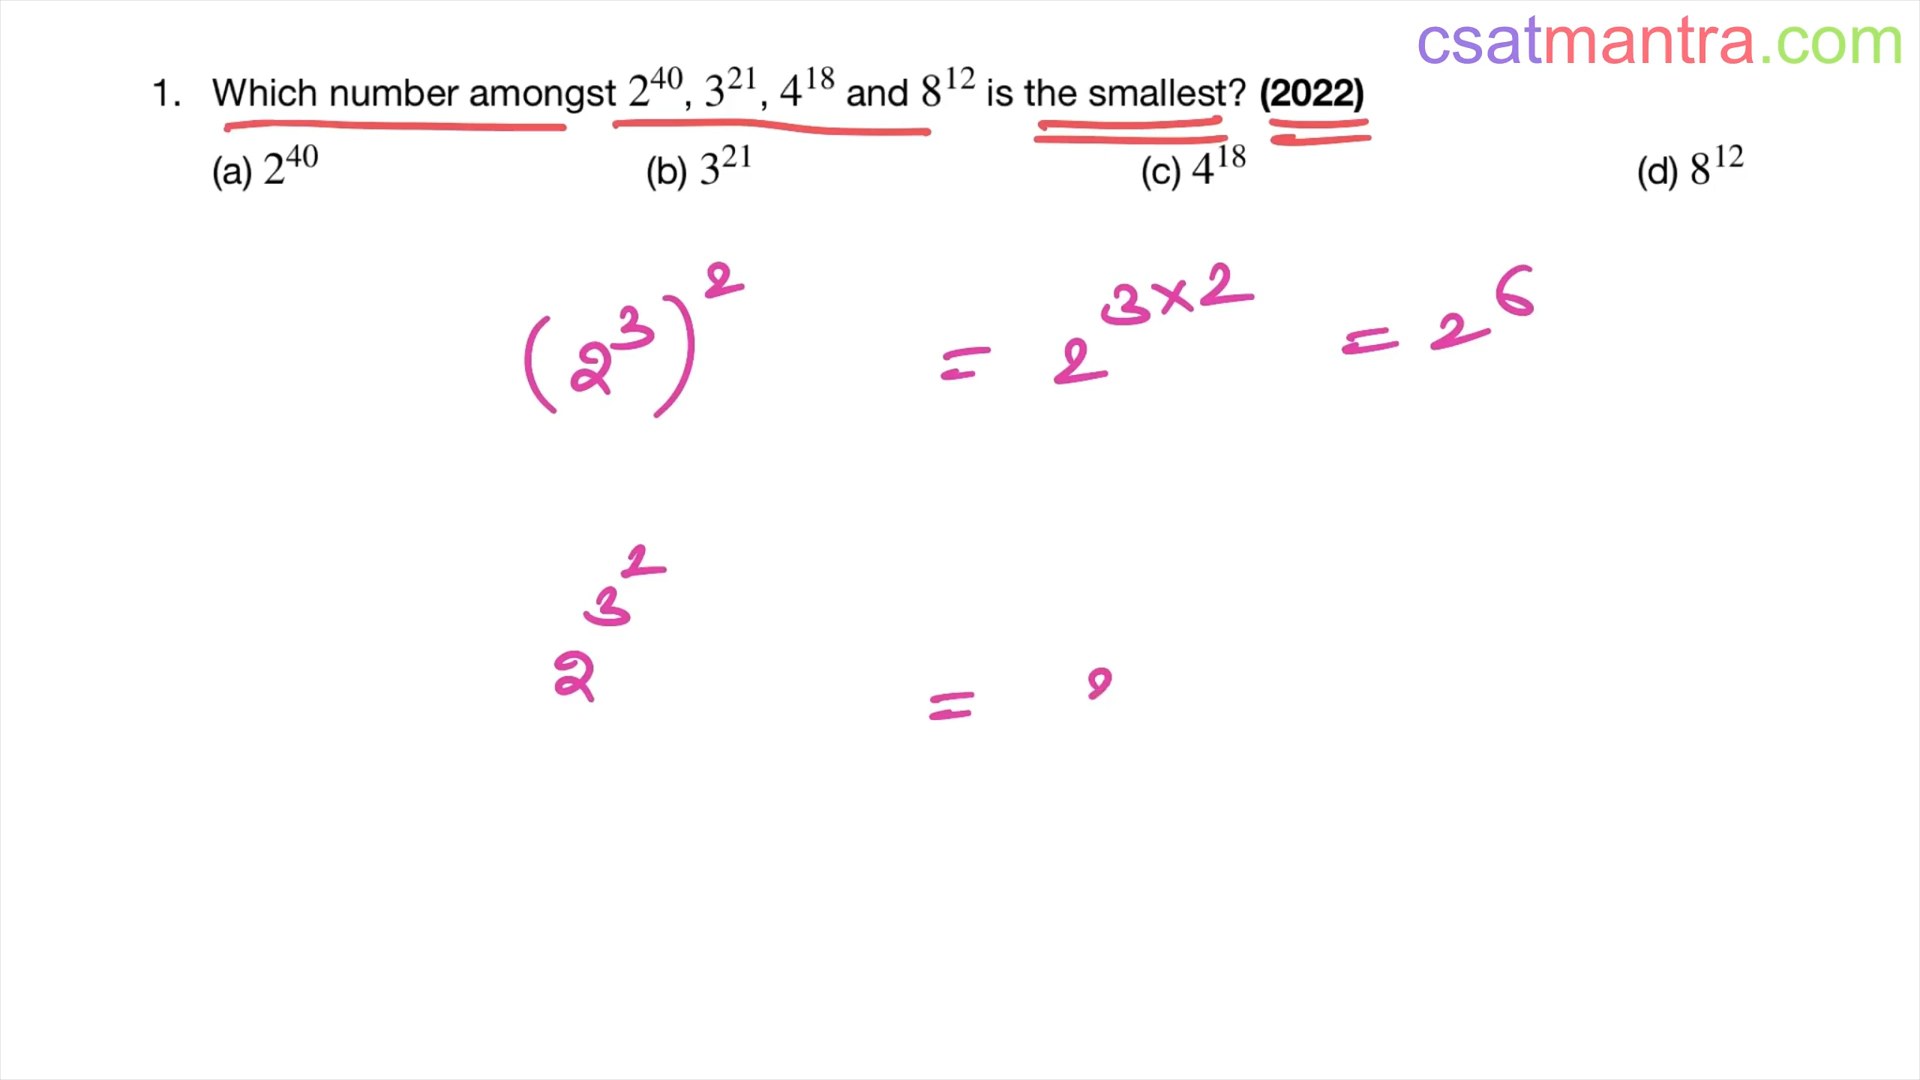 csatmantra.com
1. Which number amongst 2^40, 3^21, 4^18 and 8^12 is the smallest? (2022)
(a) 2^40 (b) 3^21 (c) 4^18 (d) 8^12
(2^3)^2 = 2^3×2 = 2^6
2^3^2 =